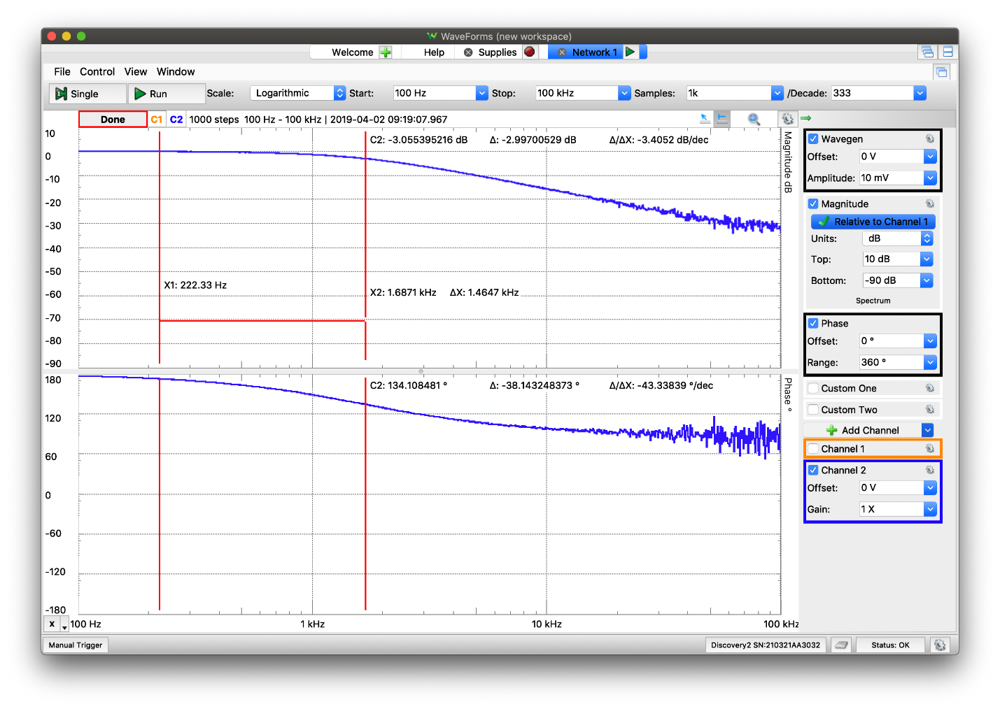 WaveForms (new workspace)
Welcome Help Supplies Network 1
File Control View Window
Single Run Scale: Logarithmic Start: 100 Hz Stop: 100 kHz Samples: 1k /Decade: 333
Done C1 C2 1000 steps 100 Hz - 100 kHz | 2019-04-02 09:19:07.967
C2: -3.055395216 dB Δ: -2.99700529 dB Δ/ΔX: -3.4052 dB/dec
10
0
-10
-20
-30
-40
-50
-60
-70
-80
-90
Magnitude dB
X1: 222.33 Hz
X2: 1.6871 kHz ΔX: 1.4647 kHz
C2: 134.108481 ° Δ: -38.143248373 ° Δ/ΔX: -43.33839 °/dec
180
120
60
0
-60
-120
-180
Phase °
X 100 Hz 1 kHz 10 kHz 100 kHz
Wavegen
Offset: 0 V
Amplitude: 10 mV
Magnitude
Relative to Channel 1
Units: dB
Top: 10 dB
Bottom: -90 dB
Spectrum
Phase
Offset: 0 °
Range: 360 °
Custom One
Custom Two
Add Channel
Channel 1
Channel 2
Offset: 0 V
Gain: 1 X
Manual Trigger Discovery2 SN:210321AA3032 Status: OK